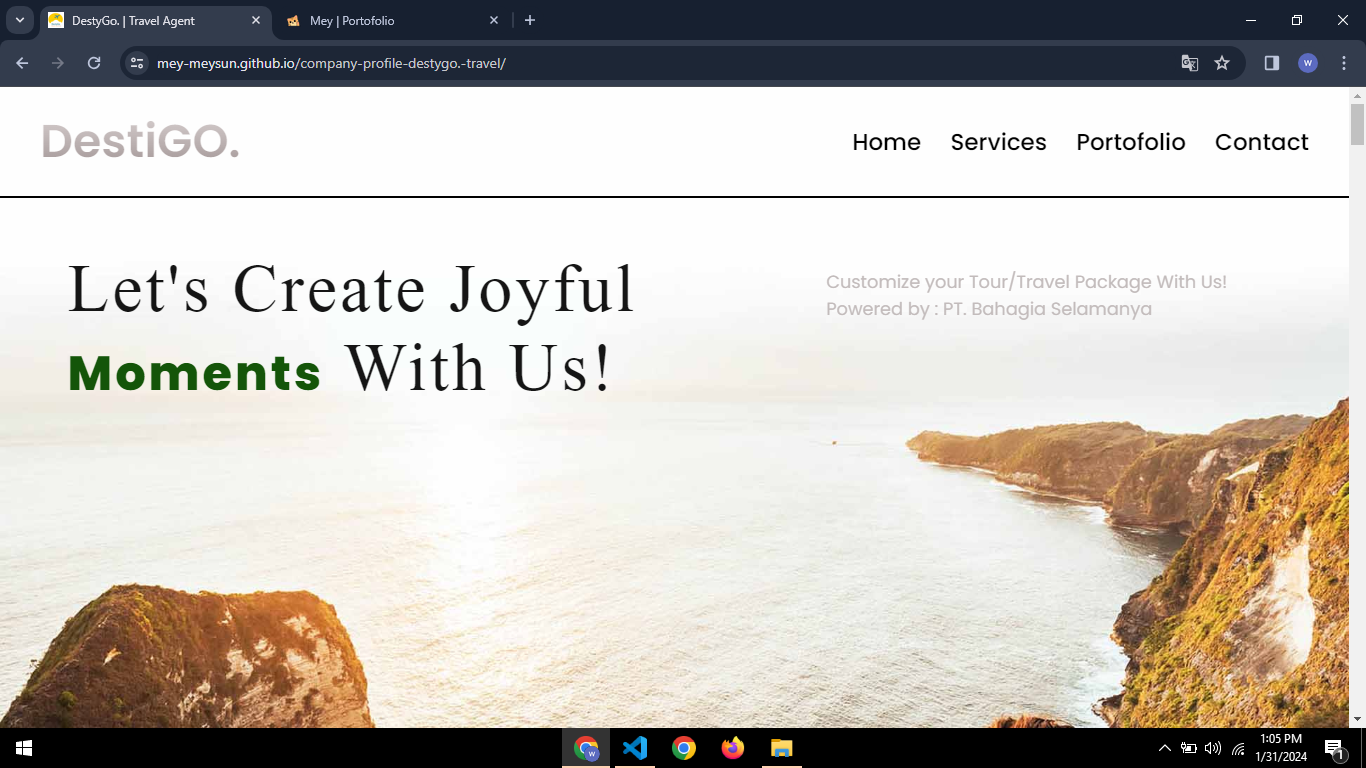 DestyGo. | Travel Agent
Mey | Portofolio
mey-meysun.github.io/company-profile-destygo.-travel/
W
DestiGO.
Home Services Portofolio Contact
Let's Create Joyful
Moments With Us!
Customize your Tour/Travel Package With Us!
Powered by : PT. Bahagia Selamanya
W
1:05 PM
1/31/2024
1